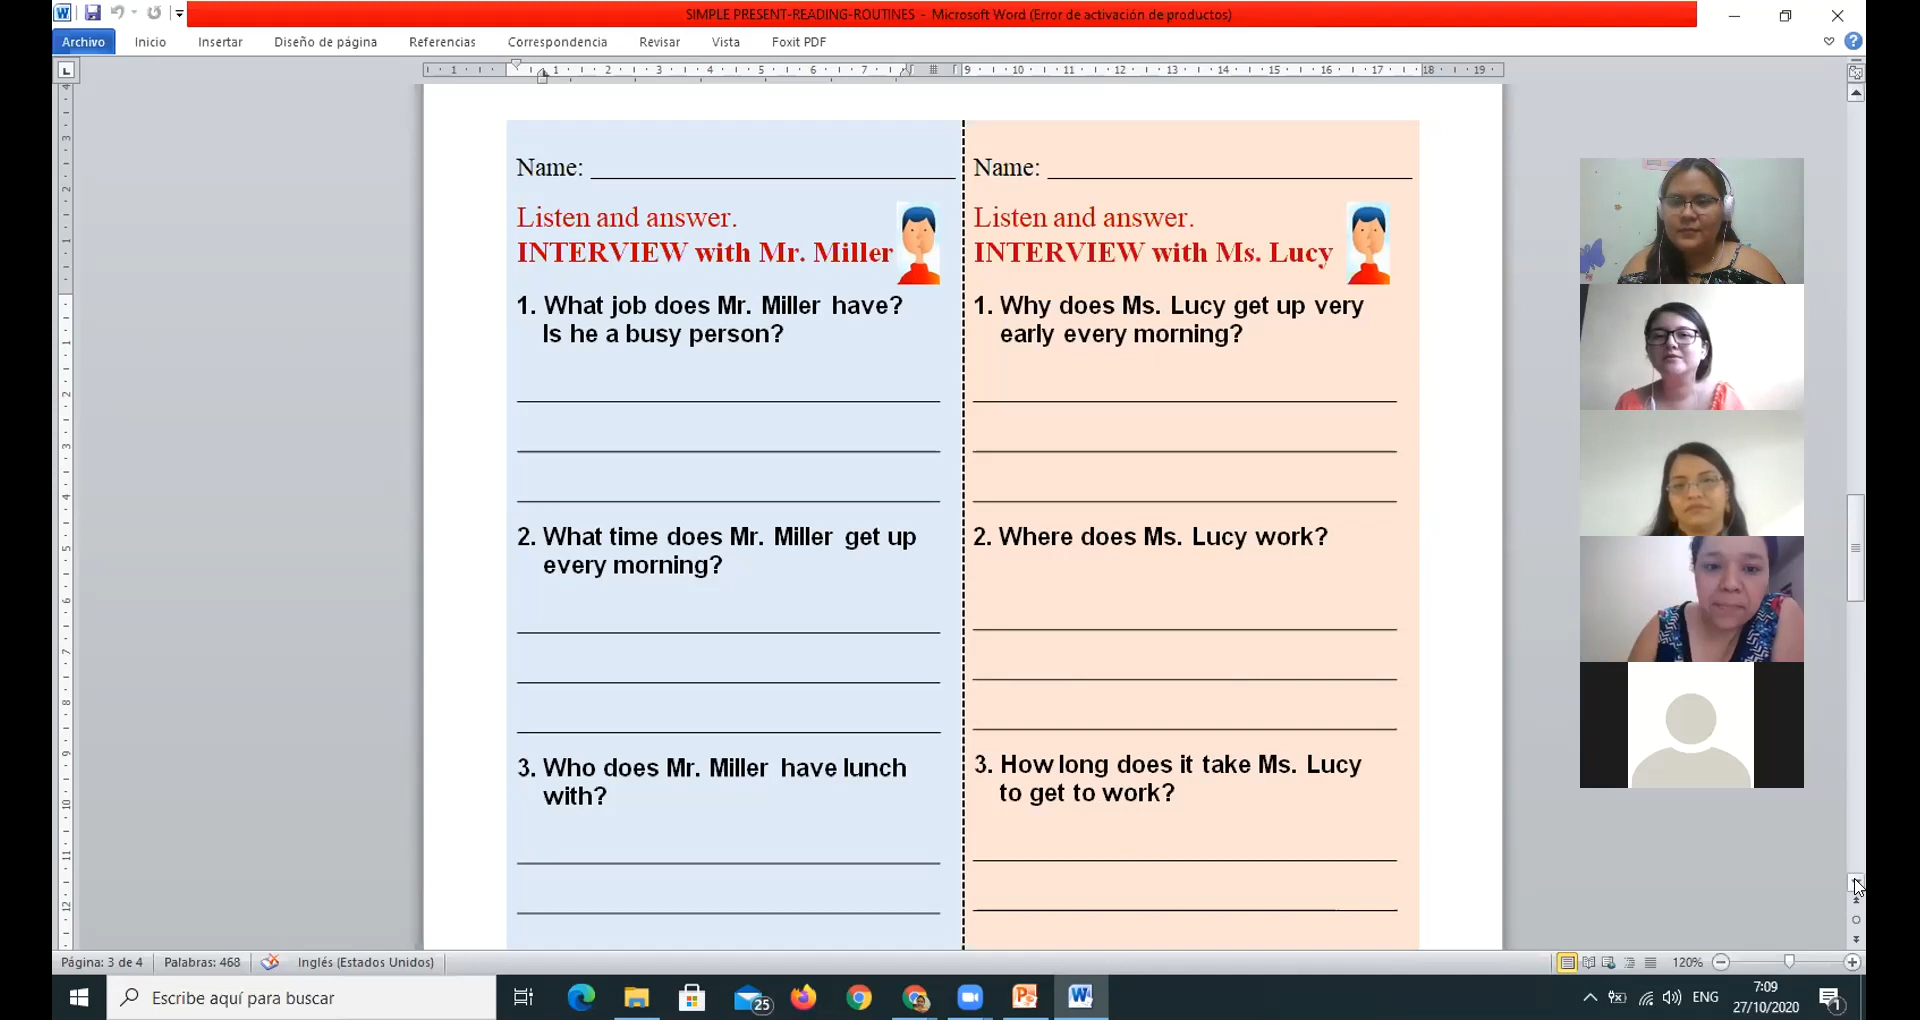 SIMPLE PRESENT-READING-ROUTINES - Microsoft Word (Error de activación de productos)
Archivo Inicio Insertar Diseño de página Referencias Correspondencia Revisar Vista Foxit PDF
Name:
Listen and answer.
INTERVIEW with Mr. Miller
1. What job does Mr. Miller have?
Is he a busy person?
2. What time does Mr. Miller get up
every morning?
3. Who does Mr. Miller have lunch
with?
Name:
Listen and answer.
INTERVIEW with Ms. Lucy
1. Why does Ms. Lucy get up very
early every morning?
2. Where does Ms. Lucy work?
3. How long does it take Ms. Lucy
to get to work?
Página: 3 de 4 Palabras: 468 Inglés (Estados Unidos) 120%
Escribe aquí para buscar 25 ENG 7:09
27/10/2020 1